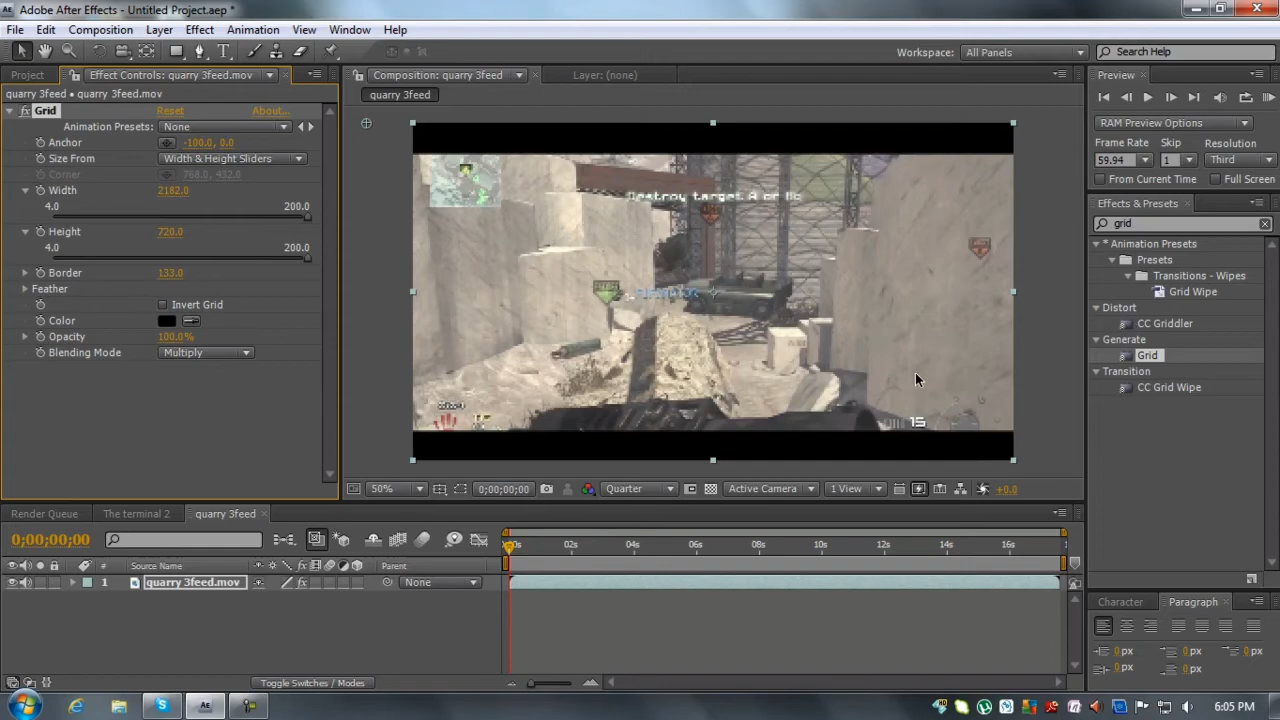 Adobe After Effects - Untitled Project.aep *
File Edit Composition Layer Effect Animation View Window Help
Workspace: All Panels Search Help
Project Effect Controls: quarry 3feed.mov
quarry 3feed • quarry 3feed.mov
fx Grid Reset About...
Animation Presets: None
Anchor -100.0, 0.0
Size From Width & Height Sliders
Corner 768.0, 432.0
Width 2182.0
4.0 200.0
Height 720.0
4.0 200.0
Border 133.0
Feather
Invert Grid
Color
Opacity 100.0%
Blending Mode Multiply
Composition: quarry 3feed Layer: (none)
quarry 3feed
Destroy target A or
15
50% 0;00;00;00 Quarter Active Camera 1 View +0.0
Preview
RAM Preview Options
Frame Rate Skip Resolution
59.94 1 Third
From Current Time Full Screen
Effects & Presets
grid
* Animation Presets
Presets
Transitions - Wipes
Grid Wipe
Distort
CC Griddler
Generate
Grid
Transition
CC Grid Wipe
Render Queue The terminal 2 quarry 3feed
0;00;00;00
# Source Name Parent
1 quarry 3feed.mov None
0s 02s 04s 06s 08s 10s 12s 14s 16s 1
Toggle Switches / Modes
Character Paragraph
0 px 0 px 0 px
0 px 0 px
6:05 PM